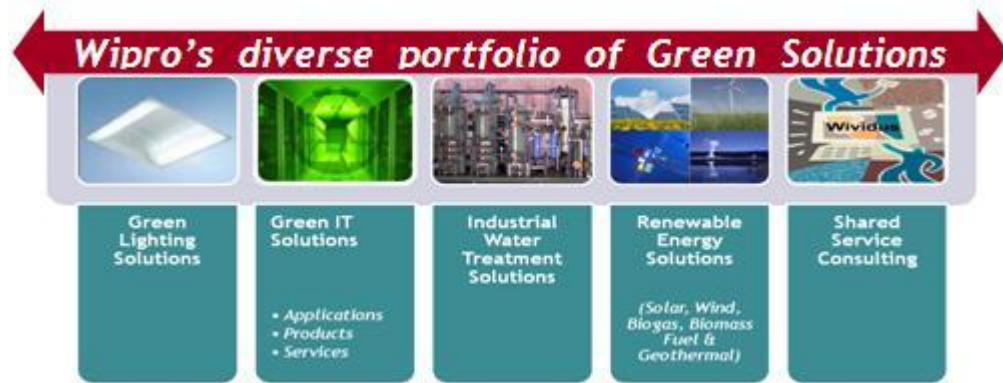 Wipro's diverse portfolio of Green Solutions
Wividus
Green
Lighting
Solutions
Green IT
Solutions
• Applications
• Products
• Services
Industrial
Water
Treatment
Solutions
Renewable
Energy
Solutions
(Solar, Wind,
Biogas, Biomass
Fuel &
Geothermal)
Shared
Service
Consulting